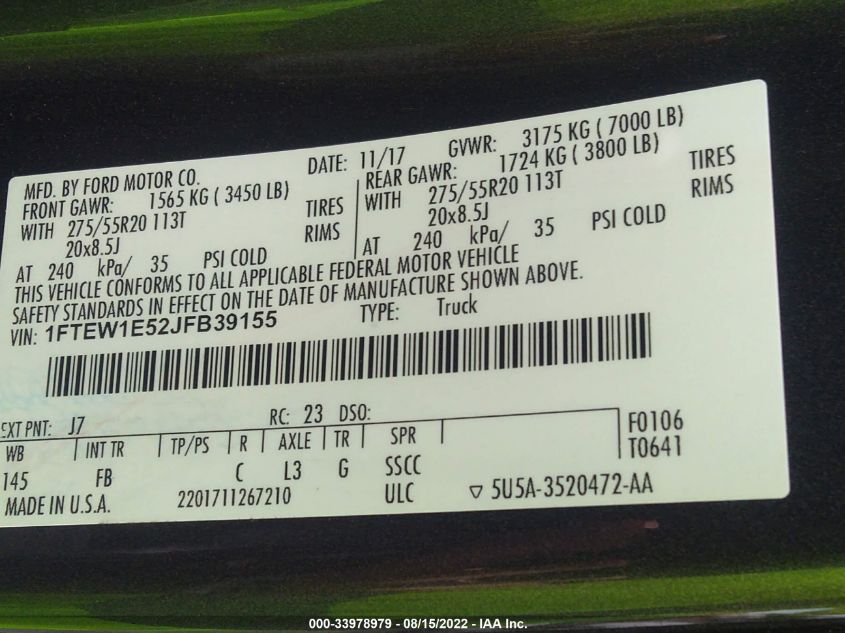 MFD. BY FORD MOTOR CO. DATE: 11/17 GVWR: 3175 KG ( 7000 LB)
FRONT GAWR: 1565 KG ( 3450 LB) REAR GAWR: 1724 KG ( 3800 LB)
WITH 275/55R20 113T TIRES WITH 275/55R20 113T TIRES
20x8.5J RIMS 20x8.5J RIMS
AT 240 kPa/ 35 PSI COLD AT 240 kPa/ 35 PSI COLD
THIS VEHICLE CONFORMS TO ALL APPLICABLE FEDERAL MOTOR VEHICLE
SAFETY STANDARDS IN EFFECT ON THE DATE OF MANUFACTURE SHOWN ABOVE.
VIN: 1FTEW1E52JFB39155 TYPE: Truck
EXT PNT: J7 RC: 23 DSO:
WB INT TR TP/PS R AXLE TR SPR F0106
T0641
145 FB C L3 G SSCC
MADE IN U.S.A. 2201711267210 ULC ▽ 5U5A-3520472-AA
000-33978979 - 08/15/2022 - IAA Inc.